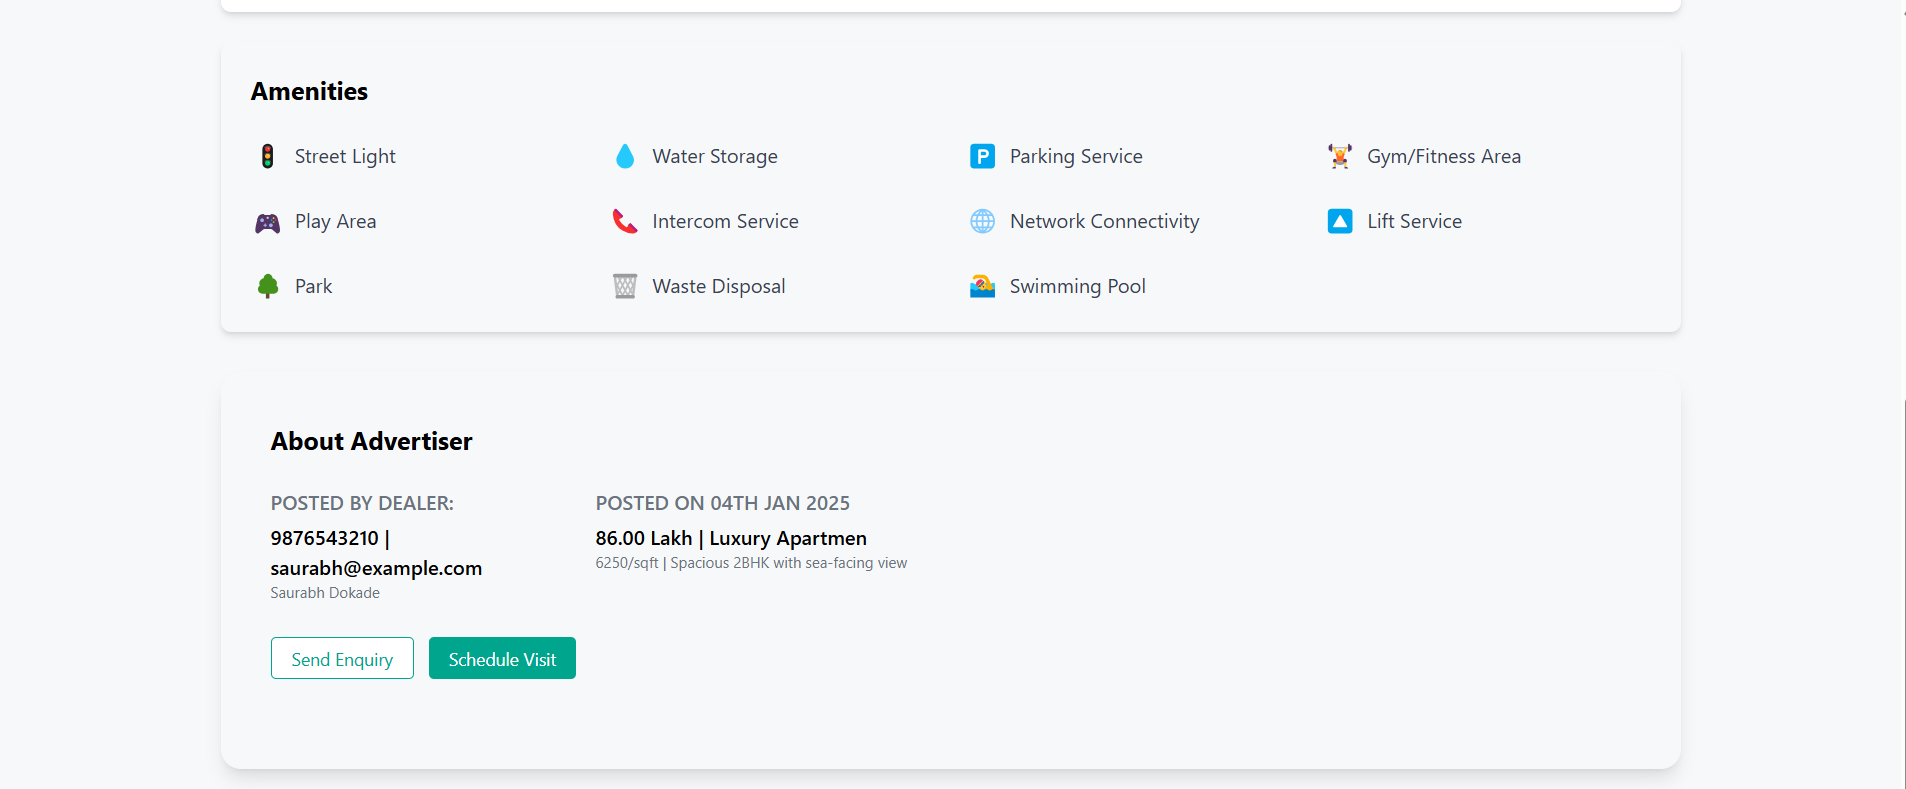 Amenities
Street Light
Water Storage
Parking Service
Gym/Fitness Area
Play Area
Intercom Service
Network Connectivity
Lift Service
Park
Waste Disposal
Swimming Pool
About Advertiser
POSTED BY DEALER:
9876543210 |
saurabh@example.com
Saurabh Dokade
POSTED ON 04TH JAN 2025
86.00 Lakh | Luxury Apartmen
6250/sqft | Spacious 2BHK with sea-facing view
Send Enquiry
Schedule Visit